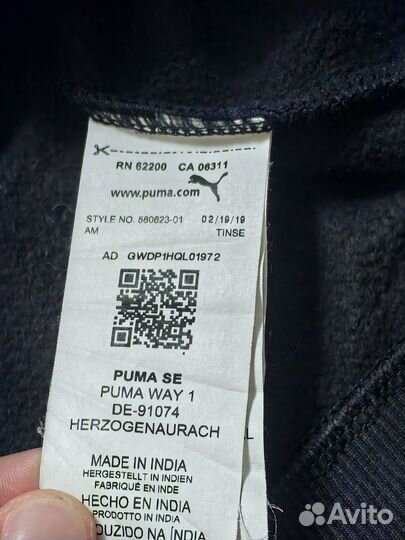 RN 62200 CA 06311
www.puma.com
STYLE NO. 580623-01 02/19/19
AM TINSE
AD QWDP1HQL01972
PUMA SE
PUMA WAY 1
DE-91074
HERZOGENAURACH
MADE IN INDIA
HERGESTELLT IN INDIEN
FABRIQUÉ EN INDE
HECHO EN INDIA
PRODOTTO IN INDIA
Avito